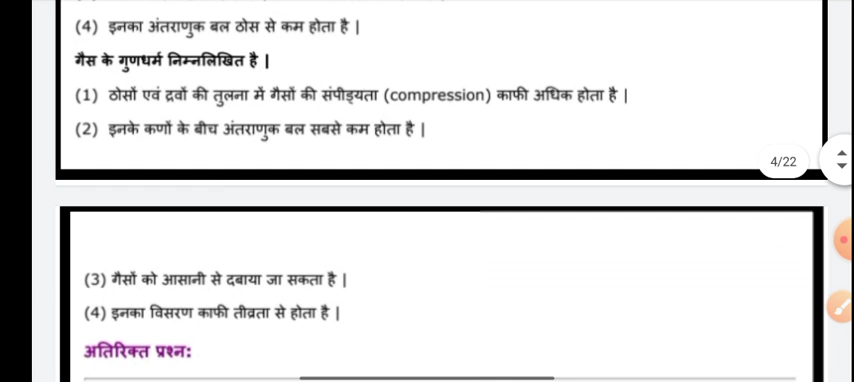 (4) इनका अंतराणुक बल ठोस से कम होता है |
गैस के गुणधर्म निम्नलिखित है |
(1) ठोसों एवं द्रवों की तुलना में गैसों की संपीड्यता (compression) काफी अधिक होता है |
(2) इनके कणों के बीच अंतराणुक बल सबसे कम होता है |
4/22
(3) गैसों को आसानी से दबाया जा सकता है |
(4) इनका विसरण काफी तीव्रता से होता है |
अतिरिक्त प्रश्न: